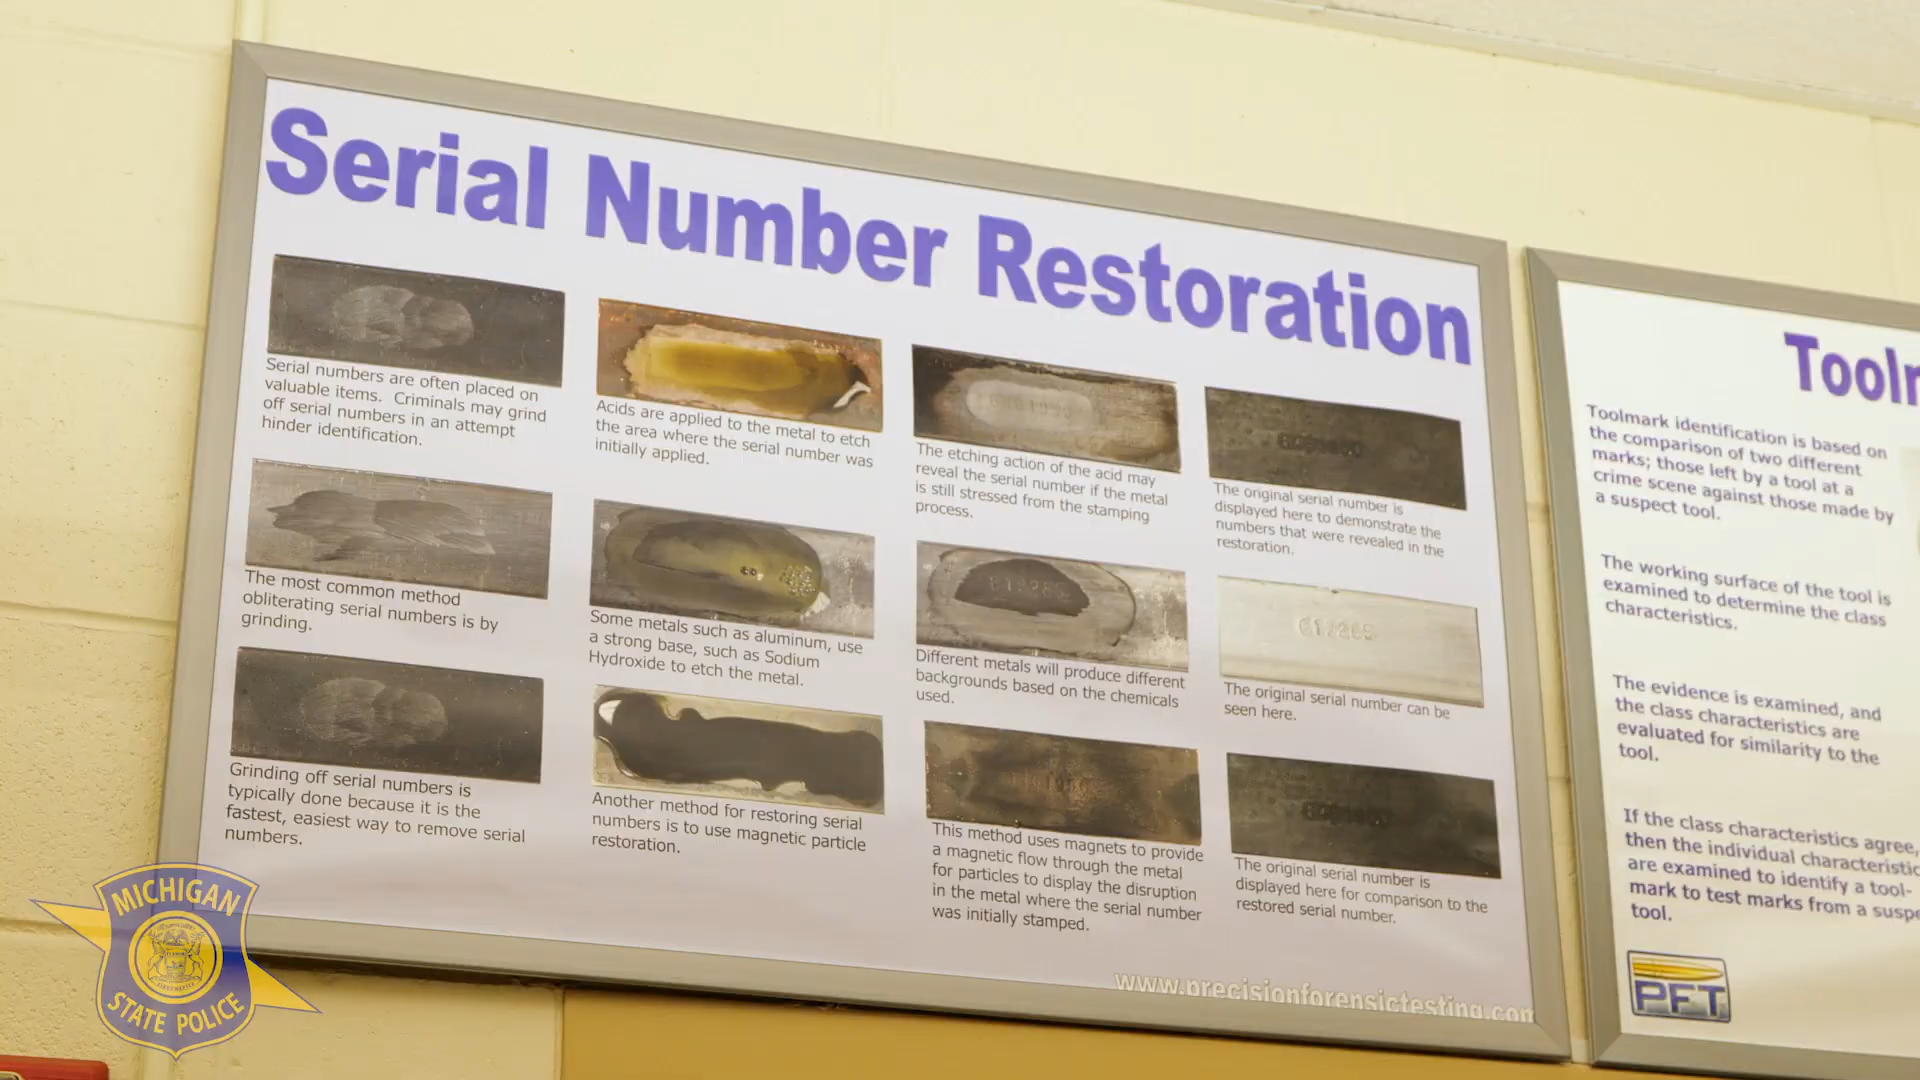 Serial Number Restoration
Serial numbers are often placed on
valuable items. Criminals may grind
off serial numbers in an attempt
hinder identification.
Acids are applied to the metal to etch
the area where the serial number was
initially applied.
The etching action of the acid may
reveal the serial number if the metal
is still stressed from the stamping
process.
The original serial number is
displayed here to demonstrate the
numbers that were revealed in the
restoration.
The most common method
obliterating serial numbers is by
grinding.
Some metals such as aluminum, use
a strong base, such as Sodium
Hydroxide to etch the metal.
Different metals will produce different
backgrounds based on the chemicals
used.
The original serial number can be
seen here.
Grinding off serial numbers is
typically done because it is the
fastest, easiest way to remove serial
numbers.
Another method for restoring serial
numbers is to use magnetic particle
restoration.
This method uses magnets to provide
a magnetic flow through the metal
for particles to display the disruption
in the metal where the serial number
was initially stamped.
The original serial number is
displayed here for comparison to the
restored serial number.
www.precisionforensictesting.com
Toolmark identification is based on
the comparison of two different
marks; those left by a tool at a
crime scene against those made by
a suspect tool.
The working surface of the tool is
examined to determine the class
characteristics.
The evidence is examined, and
the class characteristics are
evaluated for similarity to the
tool.
If the class characteristics agree,
then the individual characteristic
are examined to identify a tool-
mark to test marks from a suspe
tool.
PFT
MICHIGAN
STATE POLICE